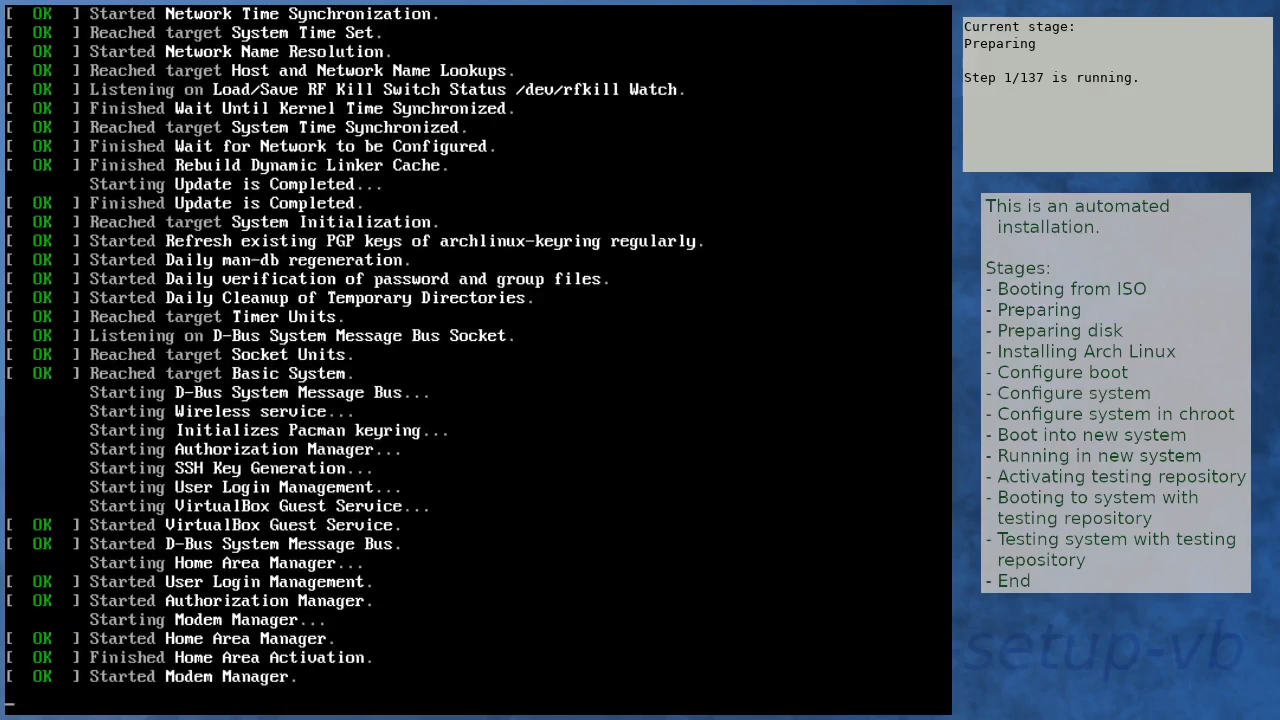 [  OK  ] Started Network Time Synchronization.
[  OK  ] Reached target System Time Set.
[  OK  ] Started Network Name Resolution.
[  OK  ] Reached target Host and Network Name Lookups.
[  OK  ] Listening on Load/Save RF Kill Switch Status /dev/rfkill Watch.
[  OK  ] Finished Wait Until Kernel Time Synchronized.
[  OK  ] Reached target System Time Synchronized.
[  OK  ] Finished Wait for Network to be Configured.
[  OK  ] Finished Rebuild Dynamic Linker Cache.
Starting Update is Completed...
[  OK  ] Finished Update is Completed.
[  OK  ] Reached target System Initialization.
[  OK  ] Started Refresh existing PGP keys of archlinux-keyring regularly.
[  OK  ] Started Daily man-db regeneration.
[  OK  ] Started Daily verification of password and group files.
[  OK  ] Started Daily Cleanup of Temporary Directories.
[  OK  ] Reached target Timer Units.
[  OK  ] Listening on D-Bus System Message Bus Socket.
[  OK  ] Reached target Socket Units.
[  OK  ] Reached target Basic System.
Starting D-Bus System Message Bus...
Starting Wireless service...
Starting Initializes Pacman keyring...
Starting Authorization Manager...
Starting SSH Key Generation...
Starting User Login Management...
Starting VirtualBox Guest Service...
[  OK  ] Started VirtualBox Guest Service.
[  OK  ] Started D-Bus System Message Bus.
Starting Home Area Manager...
[  OK  ] Started User Login Management.
[  OK  ] Started Authorization Manager.
Starting Modem Manager...
[  OK  ] Started Home Area Manager.
[  OK  ] Finished Home Area Activation.
[  OK  ] Started Modem Manager.
Current stage:
Preparing
Step 1/137 is running.
This is an automated
installation.
Stages:
- Booting from ISO
- Preparing
- Preparing disk
- Installing Arch Linux
- Configure boot
- Configure system
- Configure system in chroot
- Boot into new system
- Running in new system
- Activating testing repository
- Booting to system with
testing repository
- Testing system with testing
repository
- End
-setup-vb